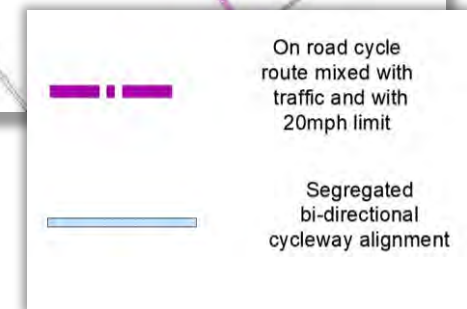 On road cycle
route mixed with
traffic and with
20mph limit
Segregated
bi-directional
cycleway alignment